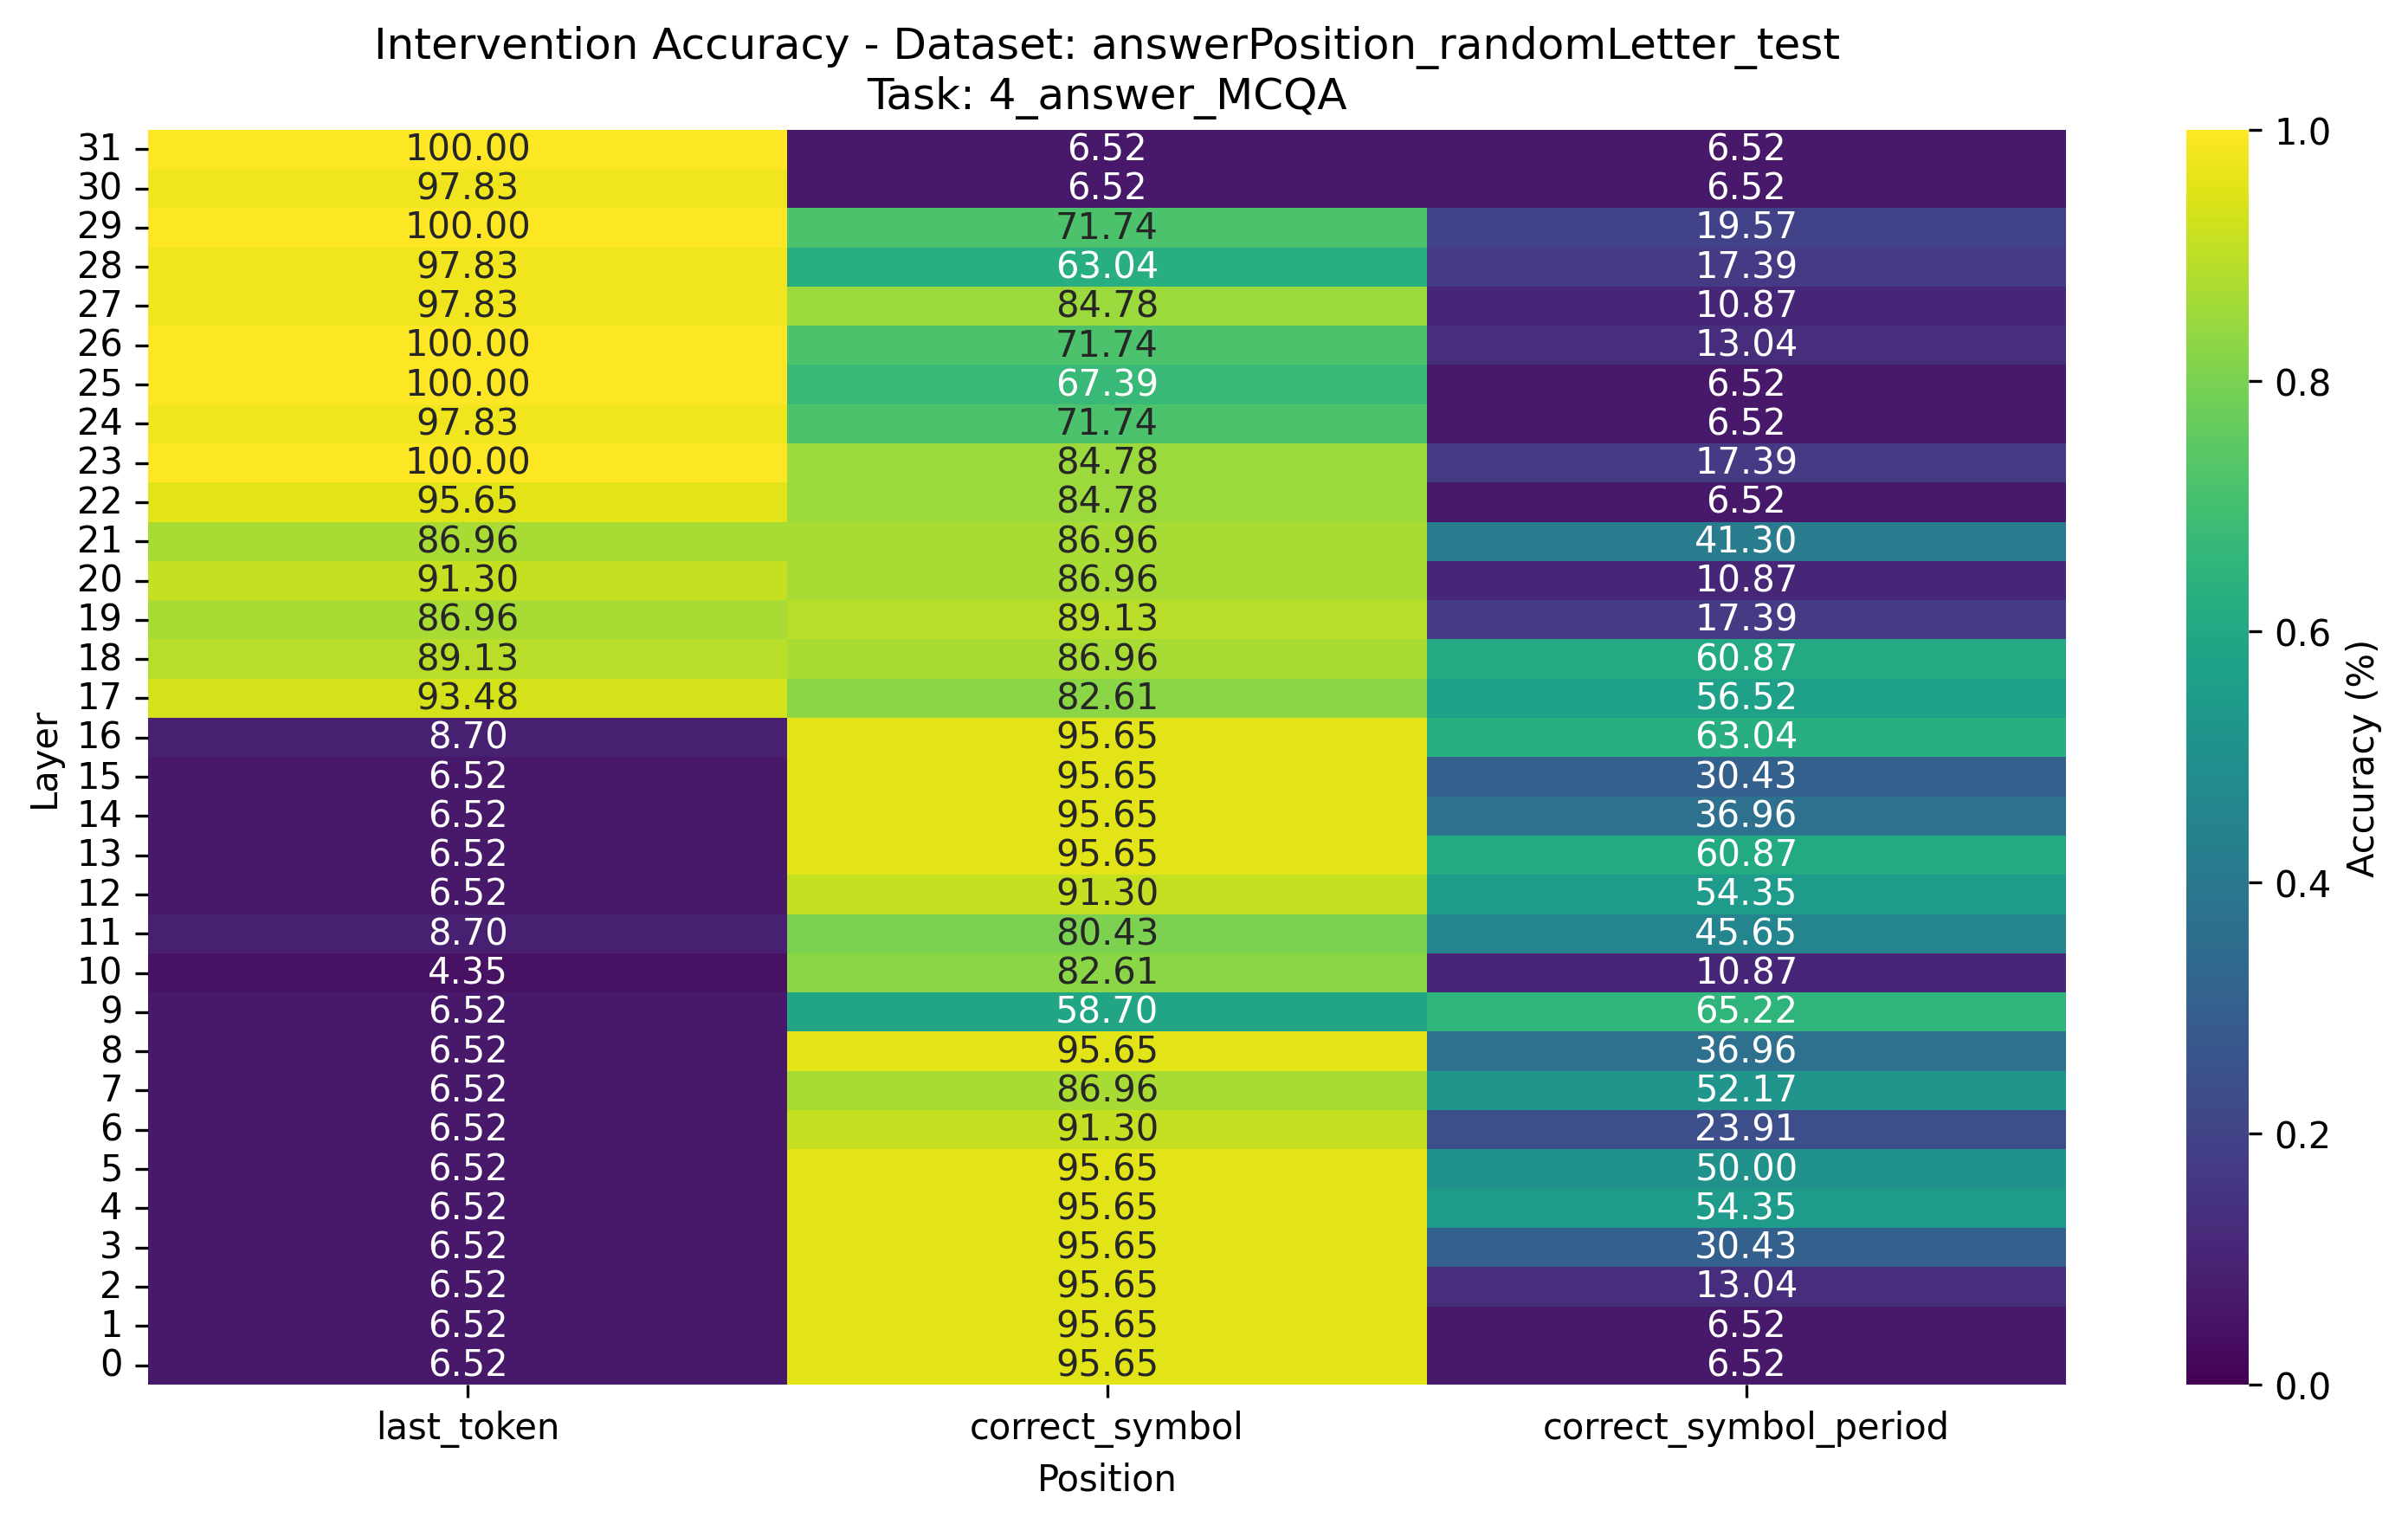 Intervention Accuracy - Dataset: answerPosition_randomLetter_test
Task: 4_answer_MCQA
31 100.00 6.52 6.52
30 97.83 6.52 6.52
29 100.00 71.74 19.57
28 97.83 63.04 17.39
27 97.83 84.78 10.87
26 100.00 71.74 13.04
25 100.00 67.39 6.52
24 97.83 71.74 6.52
23 100.00 84.78 17.39
22 95.65 84.78 6.52
21 86.96 86.96 41.30
20 91.30 86.96 10.87
19 86.96 89.13 17.39
18 89.13 86.96 60.87
17 93.48 82.61 56.52
16 8.70 95.65 63.04
15 6.52 95.65 30.43
14 6.52 95.65 36.96
13 6.52 95.65 60.87
12 6.52 91.30 54.35
11 8.70 80.43 45.65
10 4.35 82.61 10.87
9 6.52 58.70 65.22
8 6.52 95.65 36.96
7 6.52 86.96 52.17
6 6.52 91.30 23.91
5 6.52 95.65 50.00
4 6.52 95.65 54.35
3 6.52 95.65 30.43
2 6.52 95.65 13.04
1 6.52 95.65 6.52
0 6.52 95.65 6.52
last_token correct_symbol correct_symbol_period
Position
Layer
1.0
0.8
0.6
0.4
0.2
0.0
Accuracy (%)